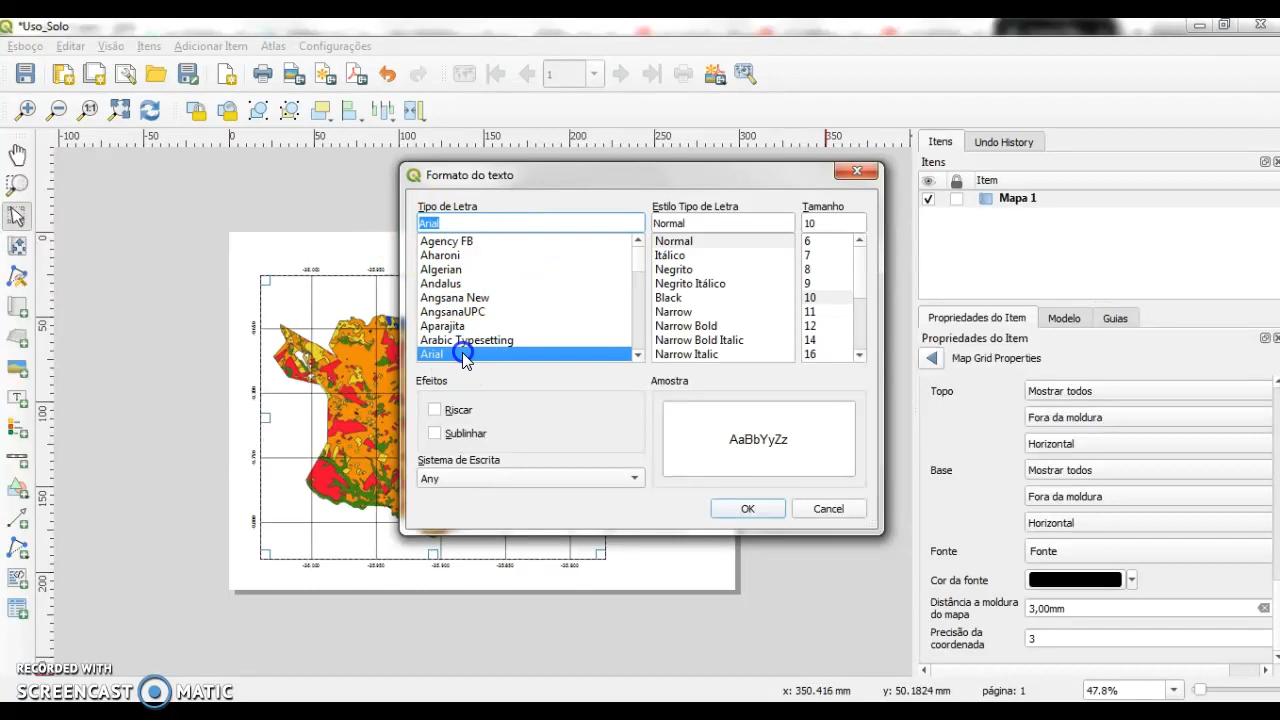 *Uso_Solo
Esboço Editar Visão Itens Adicionar Item Atlas Configurações
1
-100 -50 0 50 100 150 200 250 300 350
Itens Undo History
Itens
Item
Mapa 1
Formato do texto
Tipo de Letra Estilo Tipo de Letra Tamanho
Arial Normal 10
Agency FB Normal 6
Aharoni Itálico 7
Algerian Negrito 8
Andalus Negrito Itálico 9
Angsana New Black 10
AngsanaUPC Narrow 11
Aparajita Narrow Bold 12
Arabic Typesetting Narrow Bold Italic 14
Arial Narrow Italic 16
Efeitos Amostra
Riscar
Sublinhar
AaBbYyZz
Sistema de Escrita
Any
OK Cancel
0
50
100
150
200
Propriedades do Item Modelo Guias
Propriedades do Item
Map Grid Properties
Topo Mostrar todos
Fora da moldura
Horizontal
Base Mostrar todos
Fora da moldura
Horizontal
Fonte Fonte
Cor da fonte
Distância a moldura do mapa 3,00mm
Precisão da coordenada 3
RECORDED WITH
SCREENCAST MATIC
x: 350.416 mm y: 50.1824 mm página: 1 47.8%